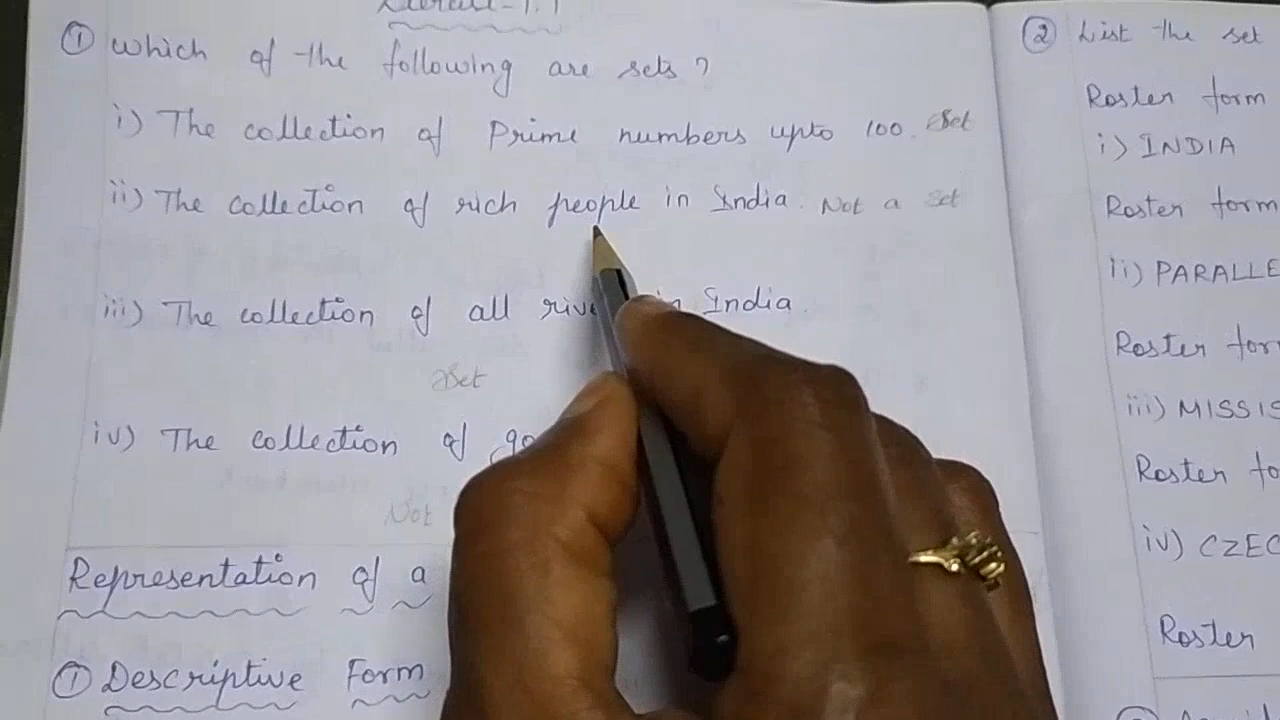 ① Which of the following are sets?
i) The collection of Prime numbers upto 100. Set
ii) The collection of rich people in India. Not a set
iii) The collection of all in India.
Set
iv) The collection of
Not
Representation of a
① Descriptive Form
② List the set
Roster form
i) INDIA
Roster form
ii) PARALLE
Roster for
iii) MISSIS
Roster fo
iv) CZEC
Roster